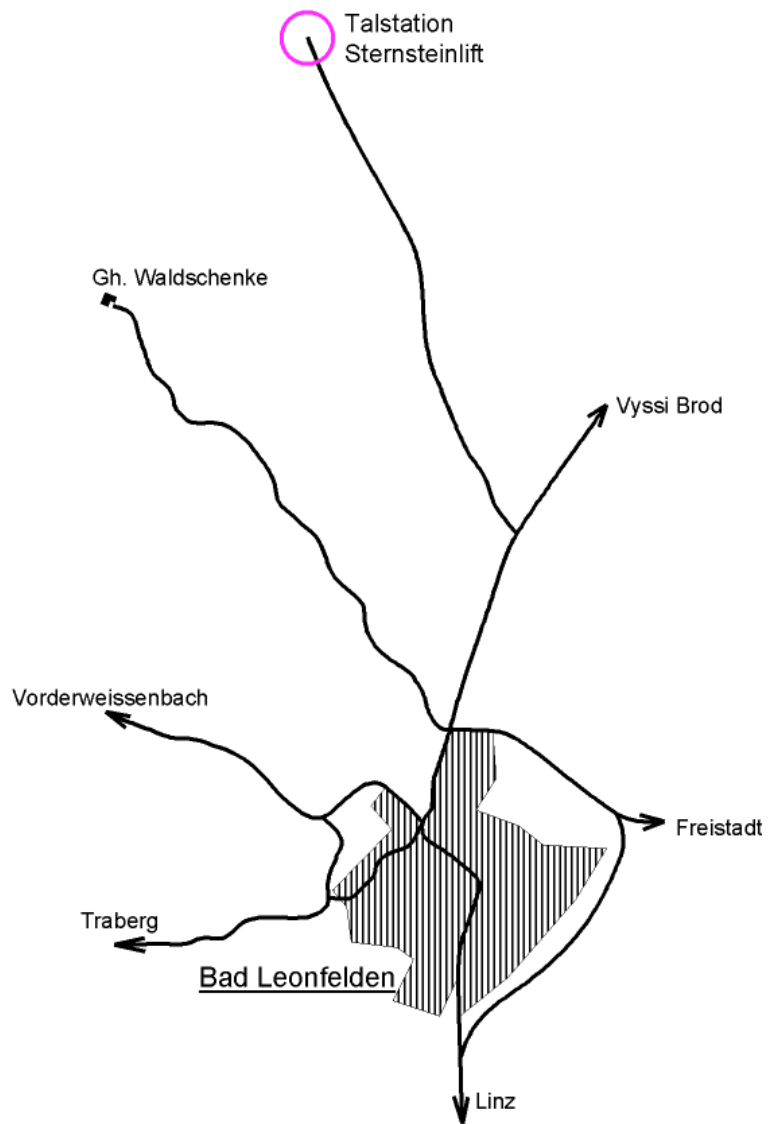 Talstation
Sternsteinlift
Gh. Waldschenke
Vyssi Brod
Vorderweissenbach
Freistadt
Traberg
Bad Leonfelden
Linz